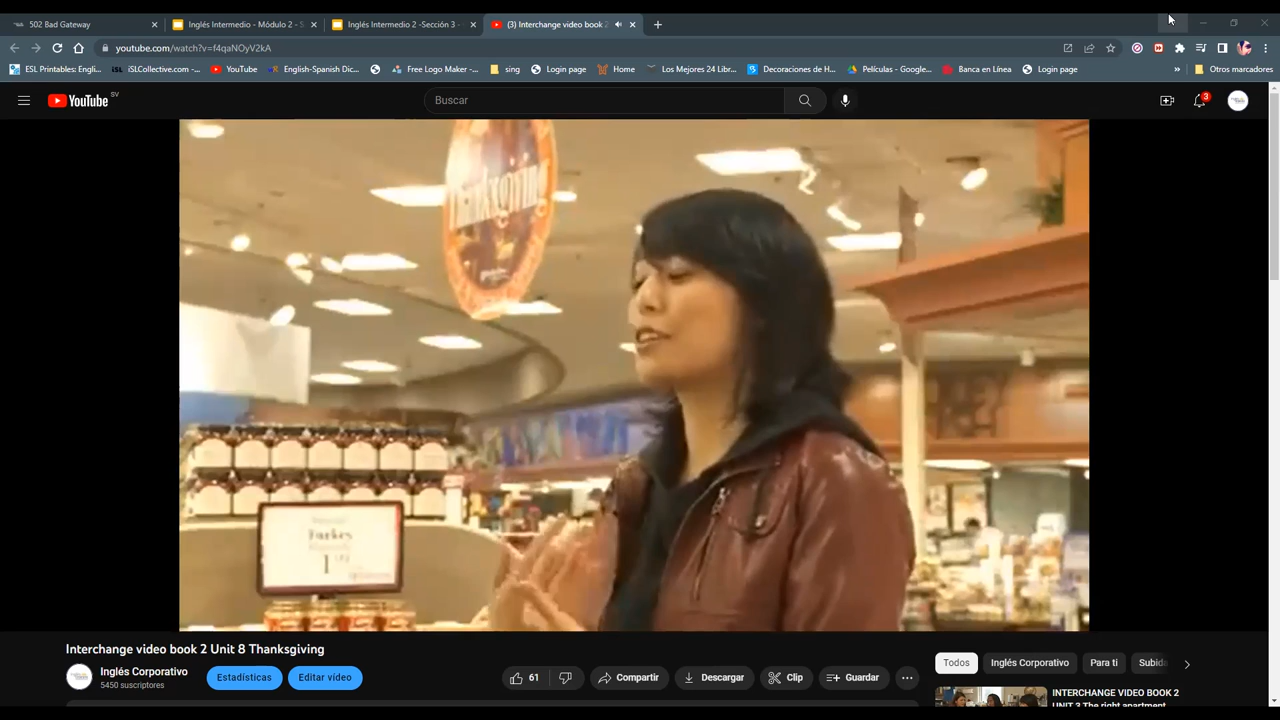 502 Bad Gateway
Inglés Intermedio - Módulo 2 - S
Inglés Intermedio 2 -Sección 3 -
(3) Interchange video book 2
youtube.com/watch?v=f4qaNOyV2kA
ESL Printables: Engli...
iSLCollective.com -...
YouTube
English-Spanish Dic...
Free Logo Maker -...
sing
Login page
Home
Los Mejores 24 Libr...
Decoraciones de H...
Películas - Google...
Banca en Línea
Login page
Otros marcadores
YouTube SV
Buscar
3
Thanksgiving
Turkey
1
Interchange video book 2 Unit 8 Thanksgiving
Inglés Corporativo
5450 suscriptores
Estadísticas
Editar vídeo
61
Compartir
Descargar
Clip
Guardar
Todos
Inglés Corporativo
Para ti
Subida
INTERCHANGE VIDEO BOOK 2
UNIT 3 The right apartment